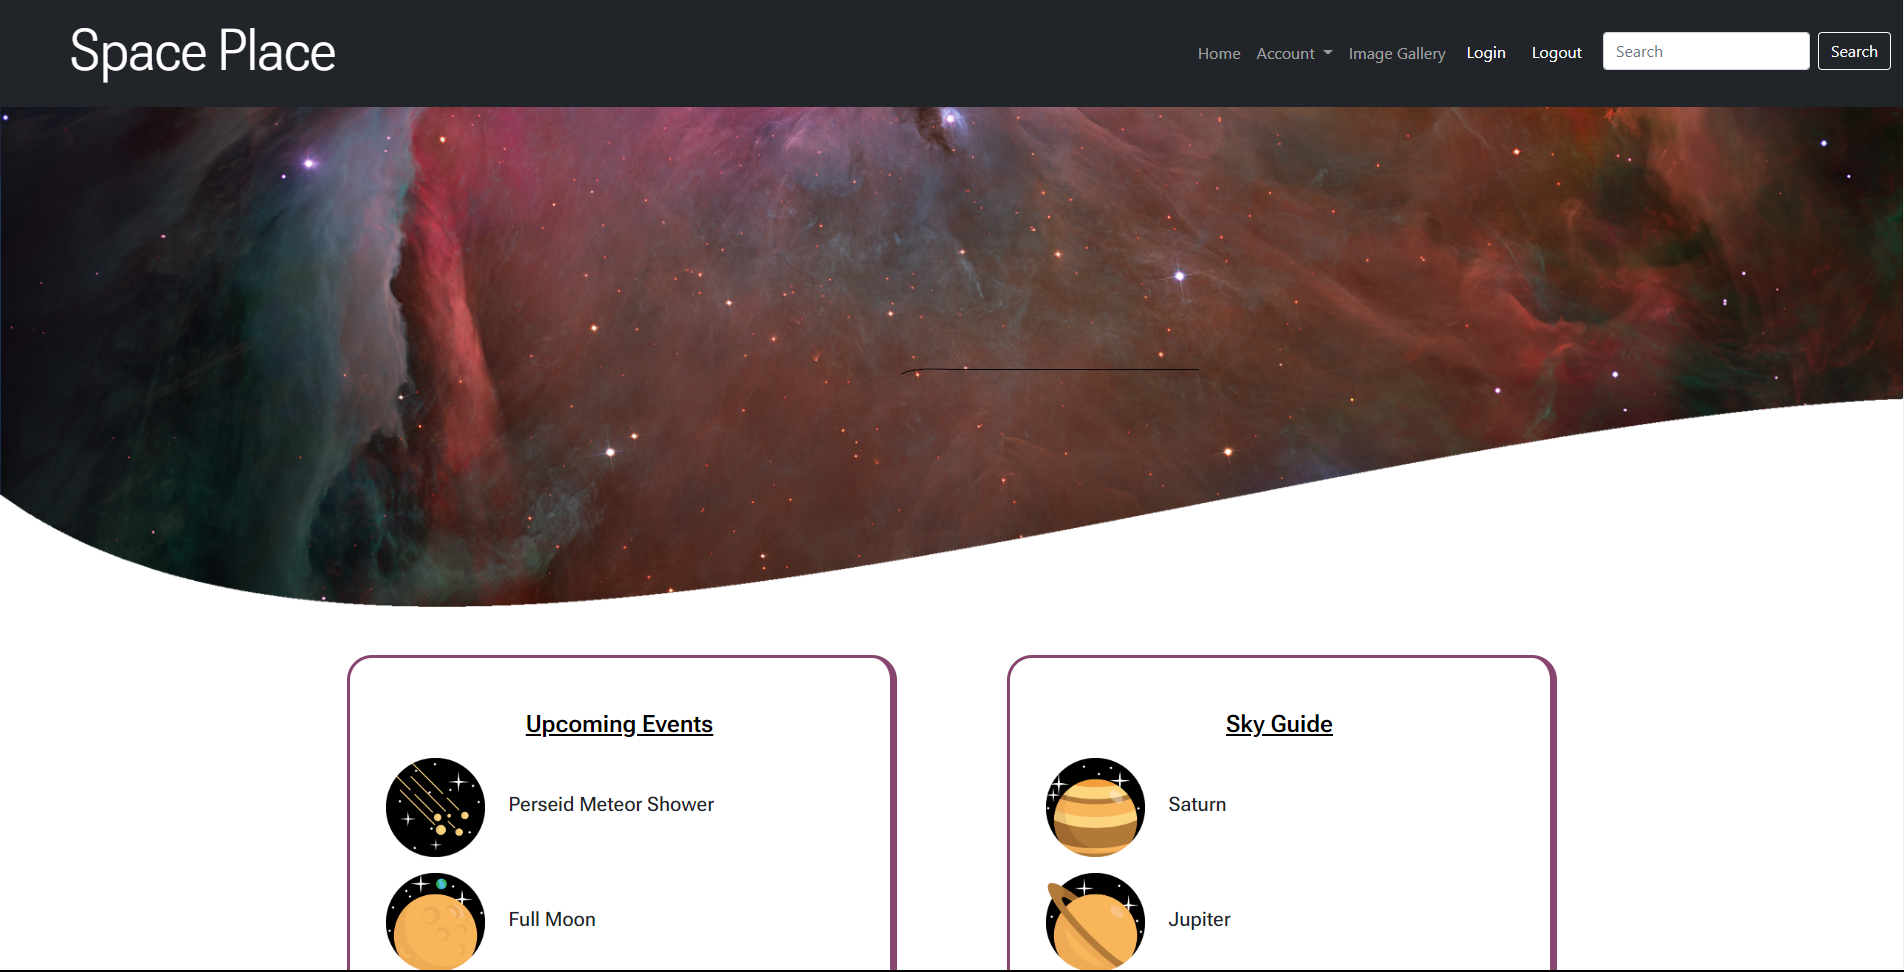 Space Place
Home Account Image Gallery Login Logout Search Search
Upcoming Events
Perseid Meteor Shower
Full Moon
Sky Guide
Saturn
Jupiter